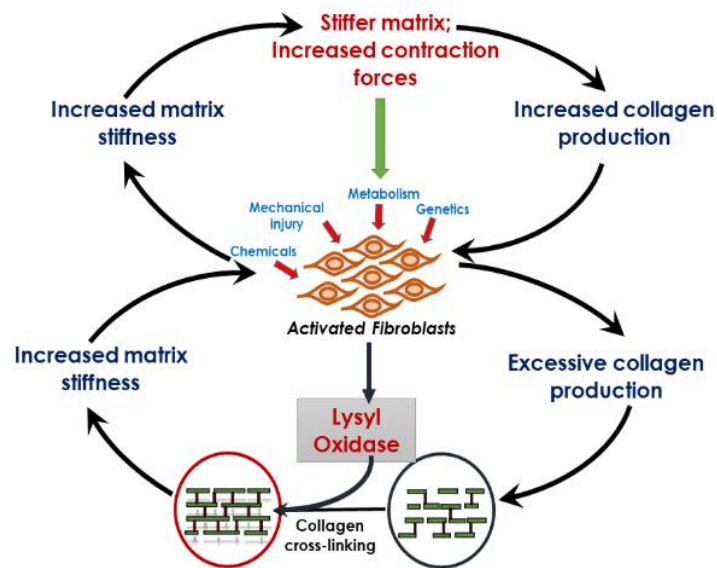 Stiffer matrix;
Increased contraction
forces
Increased matrix
stiffness
Increased collagen
production
Metabolism
Mechanical
injury
Genetics
Chemicals
Activated Fibroblasts
Increased matrix
stiffness
Excessive collagen
production
Lysyl
Oxidase
Collagen
cross-linking